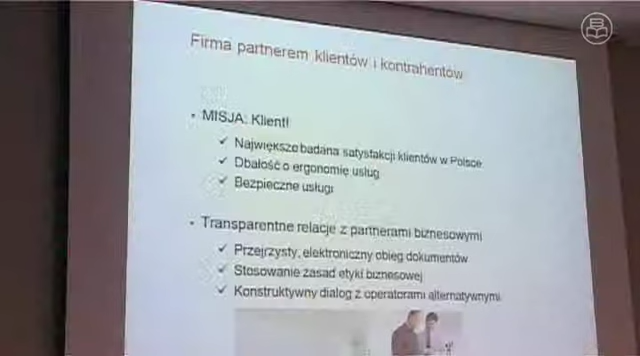 Firma partnerem klientów i kontrahentów
• MISJA: Klient!
✓ Największe badana satysfakcji klientów w Polsce
✓ Dbałość o ergonomię usług
✓ Bezpieczne usługi
• Transparentne relacje z partnerami biznesowymi
✓ Przejrzysty, elektroniczny obieg dokumentów
✓ Stosowanie zasad etyki biznesowej
✓ Konstruktywny dialog z operatorami alternatywnymi